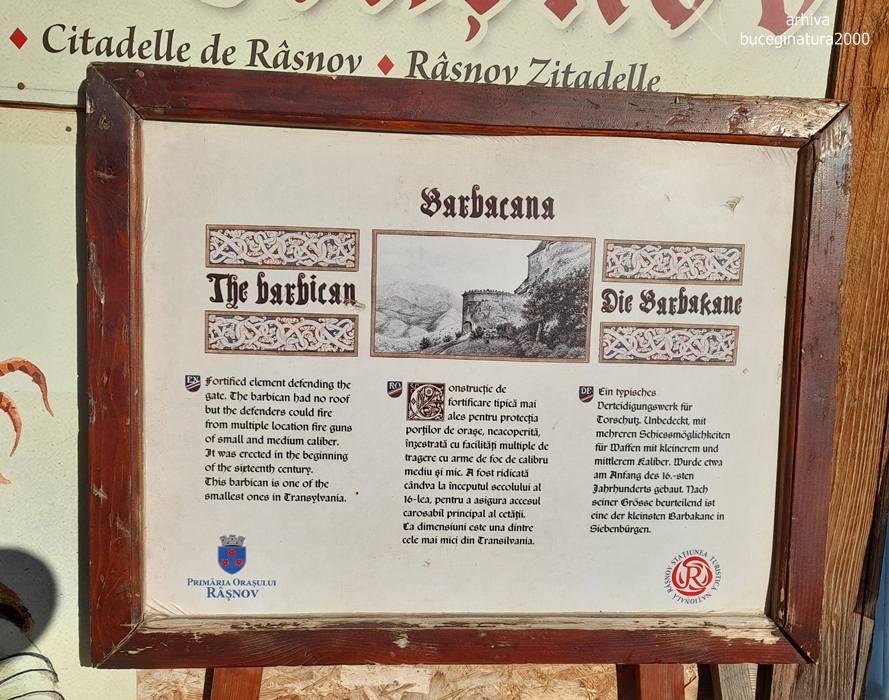 arhiva
buceginatura2000
Citadelle de Râsnov Râsnov Zitadelle
Barbacana
The barbican
Die Barbakane
EN
Fortified element defending the
gate. The barbican had no roof
but the defenders could fire
from multiple location fire guns
of small and medium caliber.
It was erected in the beginning
of the sixteenth century.
This barbican is one of the
smallest ones in Transylvania.
RO
Construcţie de
fortificare tipică mai
ales pentru protecţia
porţilor de oraşe, neacoperită,
înzestrată cu facilităţi multiple de
tragere cu arme de foc de calibru
mediu şi mic. A fost ridicată
cândva la începutul secolului al
16-lea, pentru a asigura accesul
carosabil principal al cetăţii.
Ca dimensiuni este una dintre
cele mai mici din Transilvania.
DE
Ein typisches
Verteidigungswerk für
Torschutz. Unbedeckt, mit
mehreren Schiessmöglichkeiten
für Waffen mit kleinerem und
mittlerem Kaliber. Wurde etwa
am Anfang des 16.-sten
Jahrhunderts gebaut. Nach
seiner Grösse beurteilend ist
eine der kleinsten Barbakane in
Siebenbürgen.
Primăria Oraşului
Râşnov
RÂŞNOV STAŢIUNEA TURISTICĂ NAŢIONALĂ
R